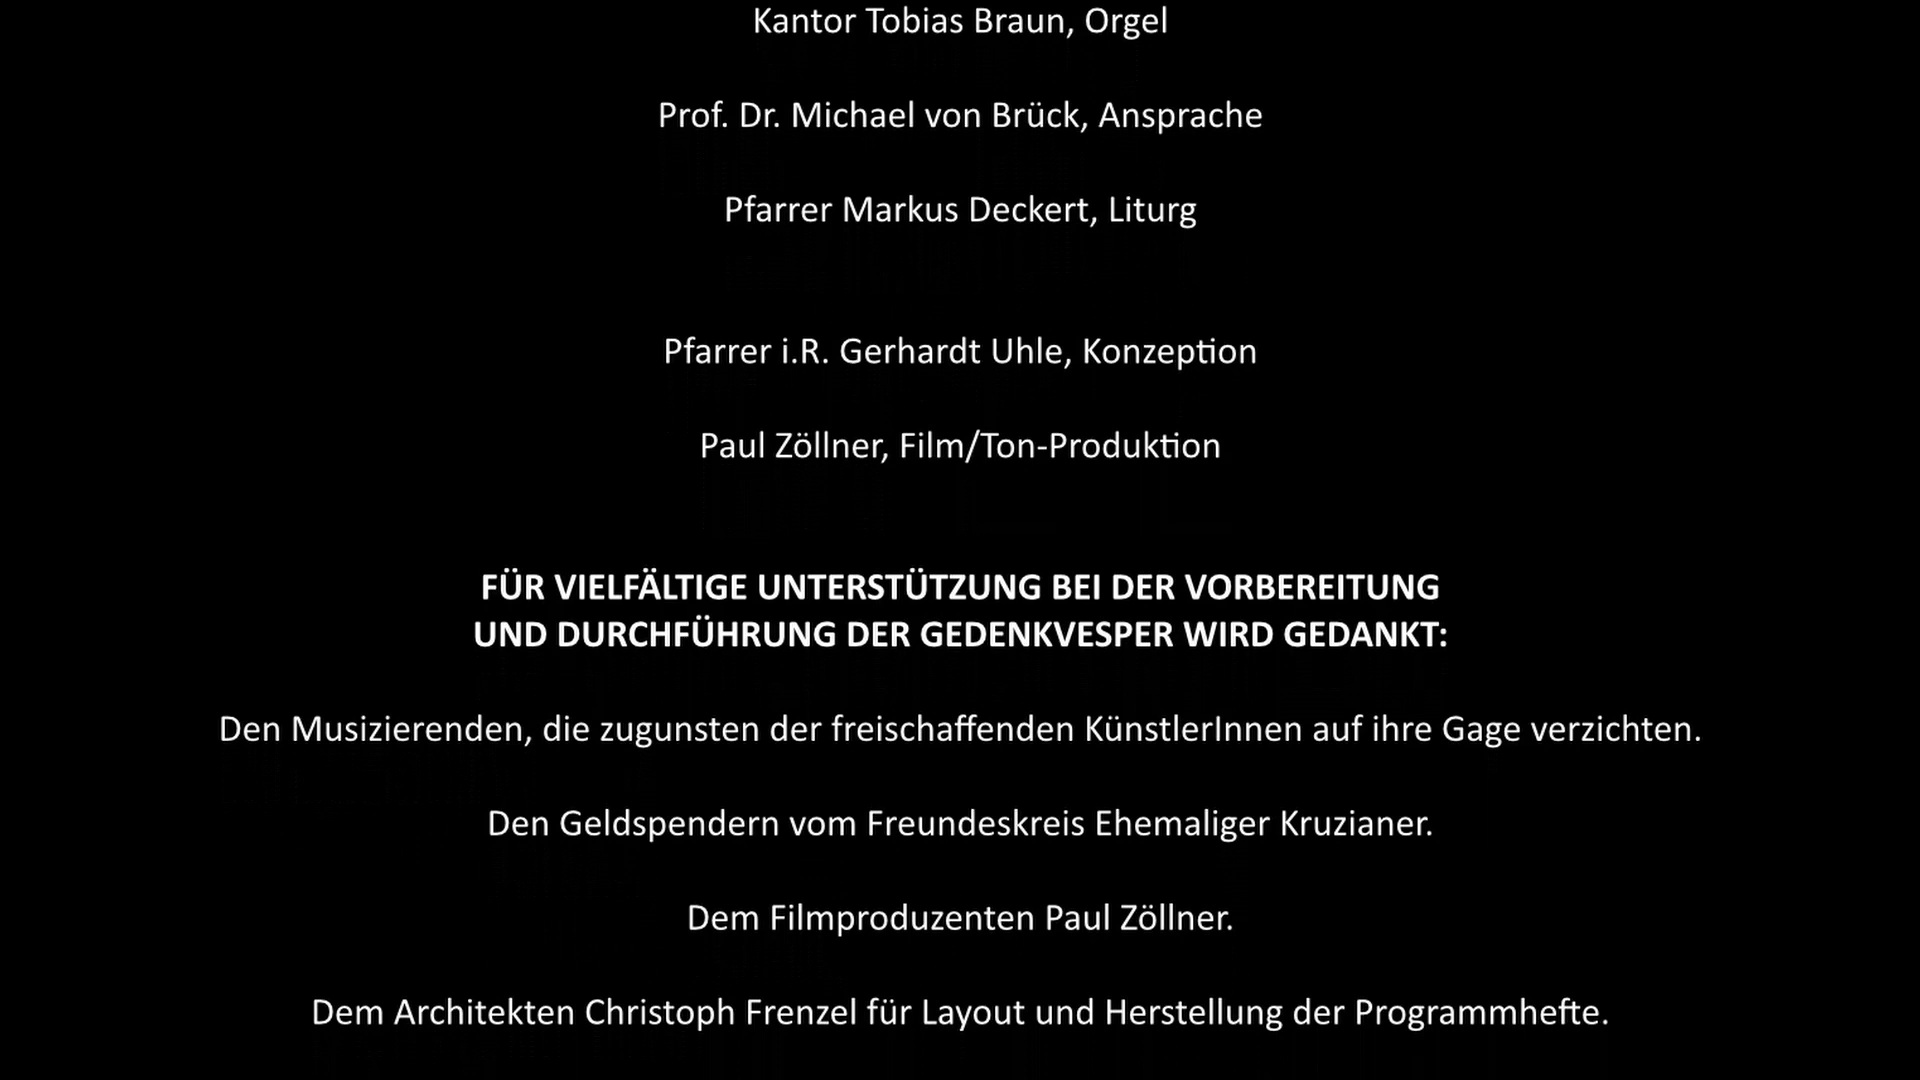 Kantor Tobias Braun, Orgel
Prof. Dr. Michael von Brück, Ansprache
Pfarrer Markus Deckert, Liturg
Pfarrer i.R. Gerhardt Uhle, Konzeption
Paul Zöllner, Film/Ton-Produktion
FÜR VIELFÄLTIGE UNTERSTÜTZUNG BEI DER VORBEREITUNG
UND DURCHFÜHRUNG DER GEDENKVESPER WIRD GEDANKT:
Den Musizierenden, die zugunsten der freischaffenden KünstlerInnen auf ihre Gage verzichten.
Den Geldspendern vom Freundeskreis Ehemaliger Kruzianer.
Dem Filmproduzenten Paul Zöllner.
Dem Architekten Christoph Frenzel für Layout und Herstellung der Programmhefte.